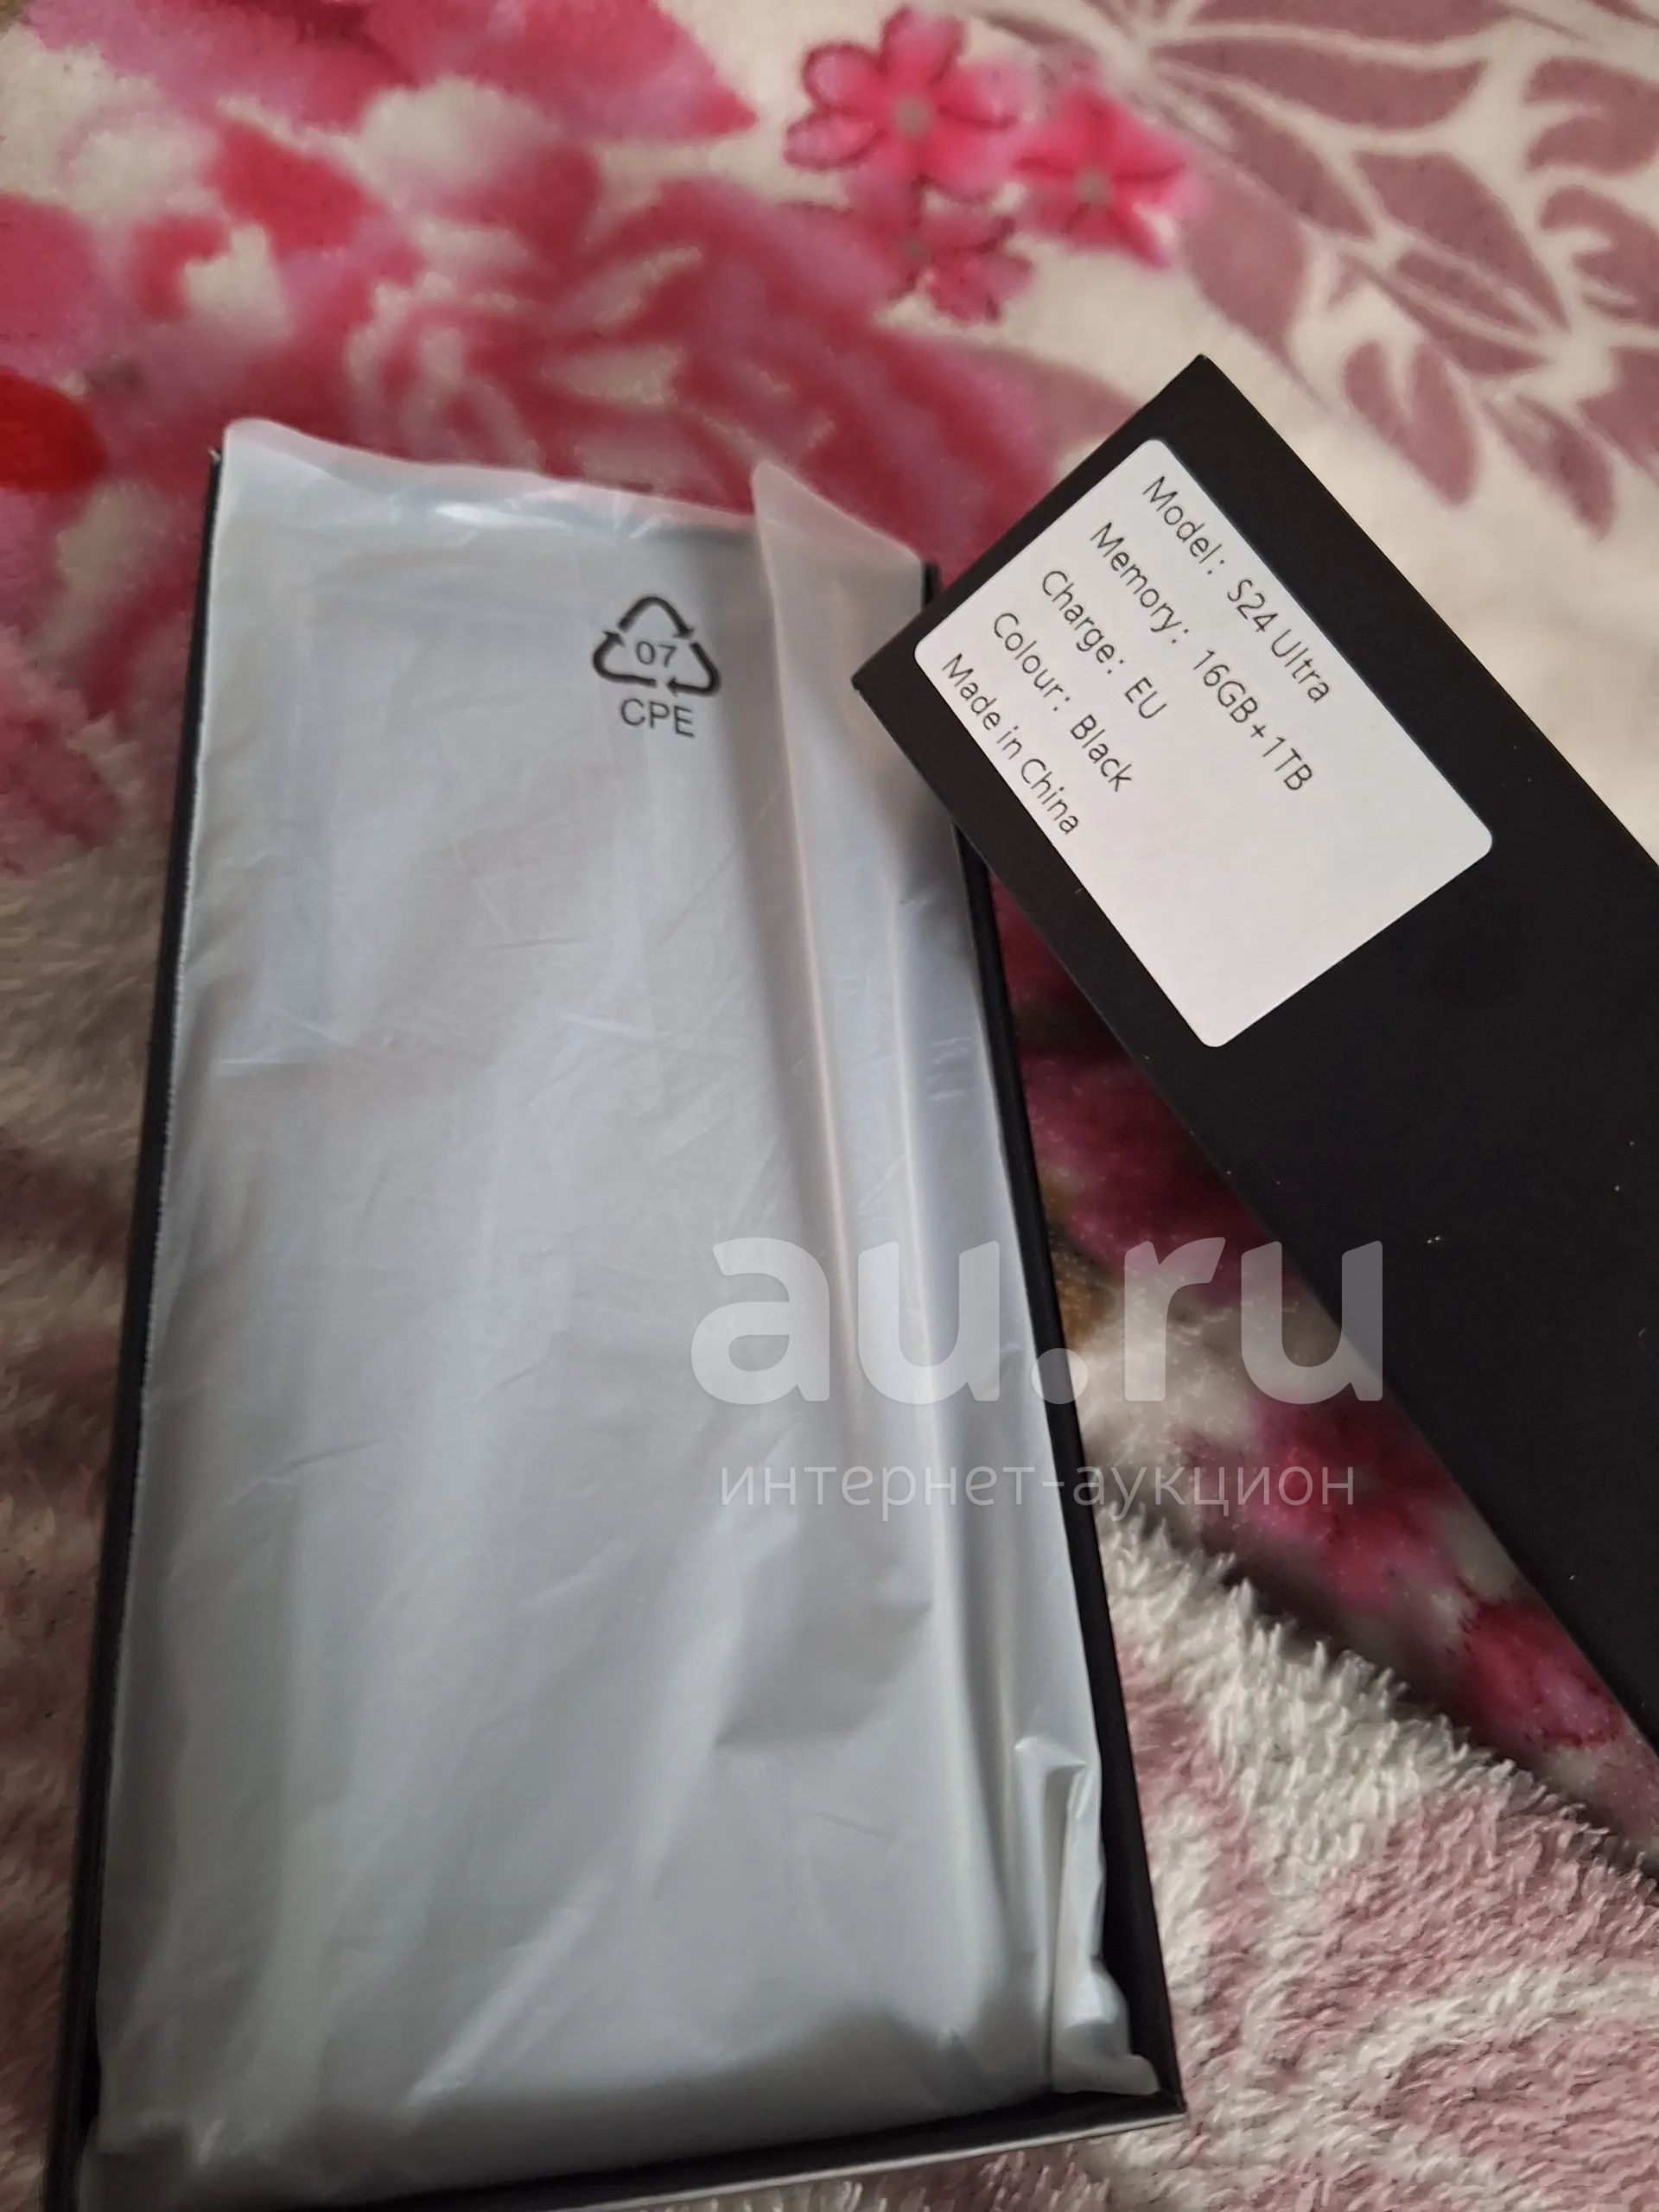 Model: S24 Ultra
Memory: 16GB+1TB
Charge: EU
Colour: Black
Made in China
07
CPE
au.ru
интернет-аукцион